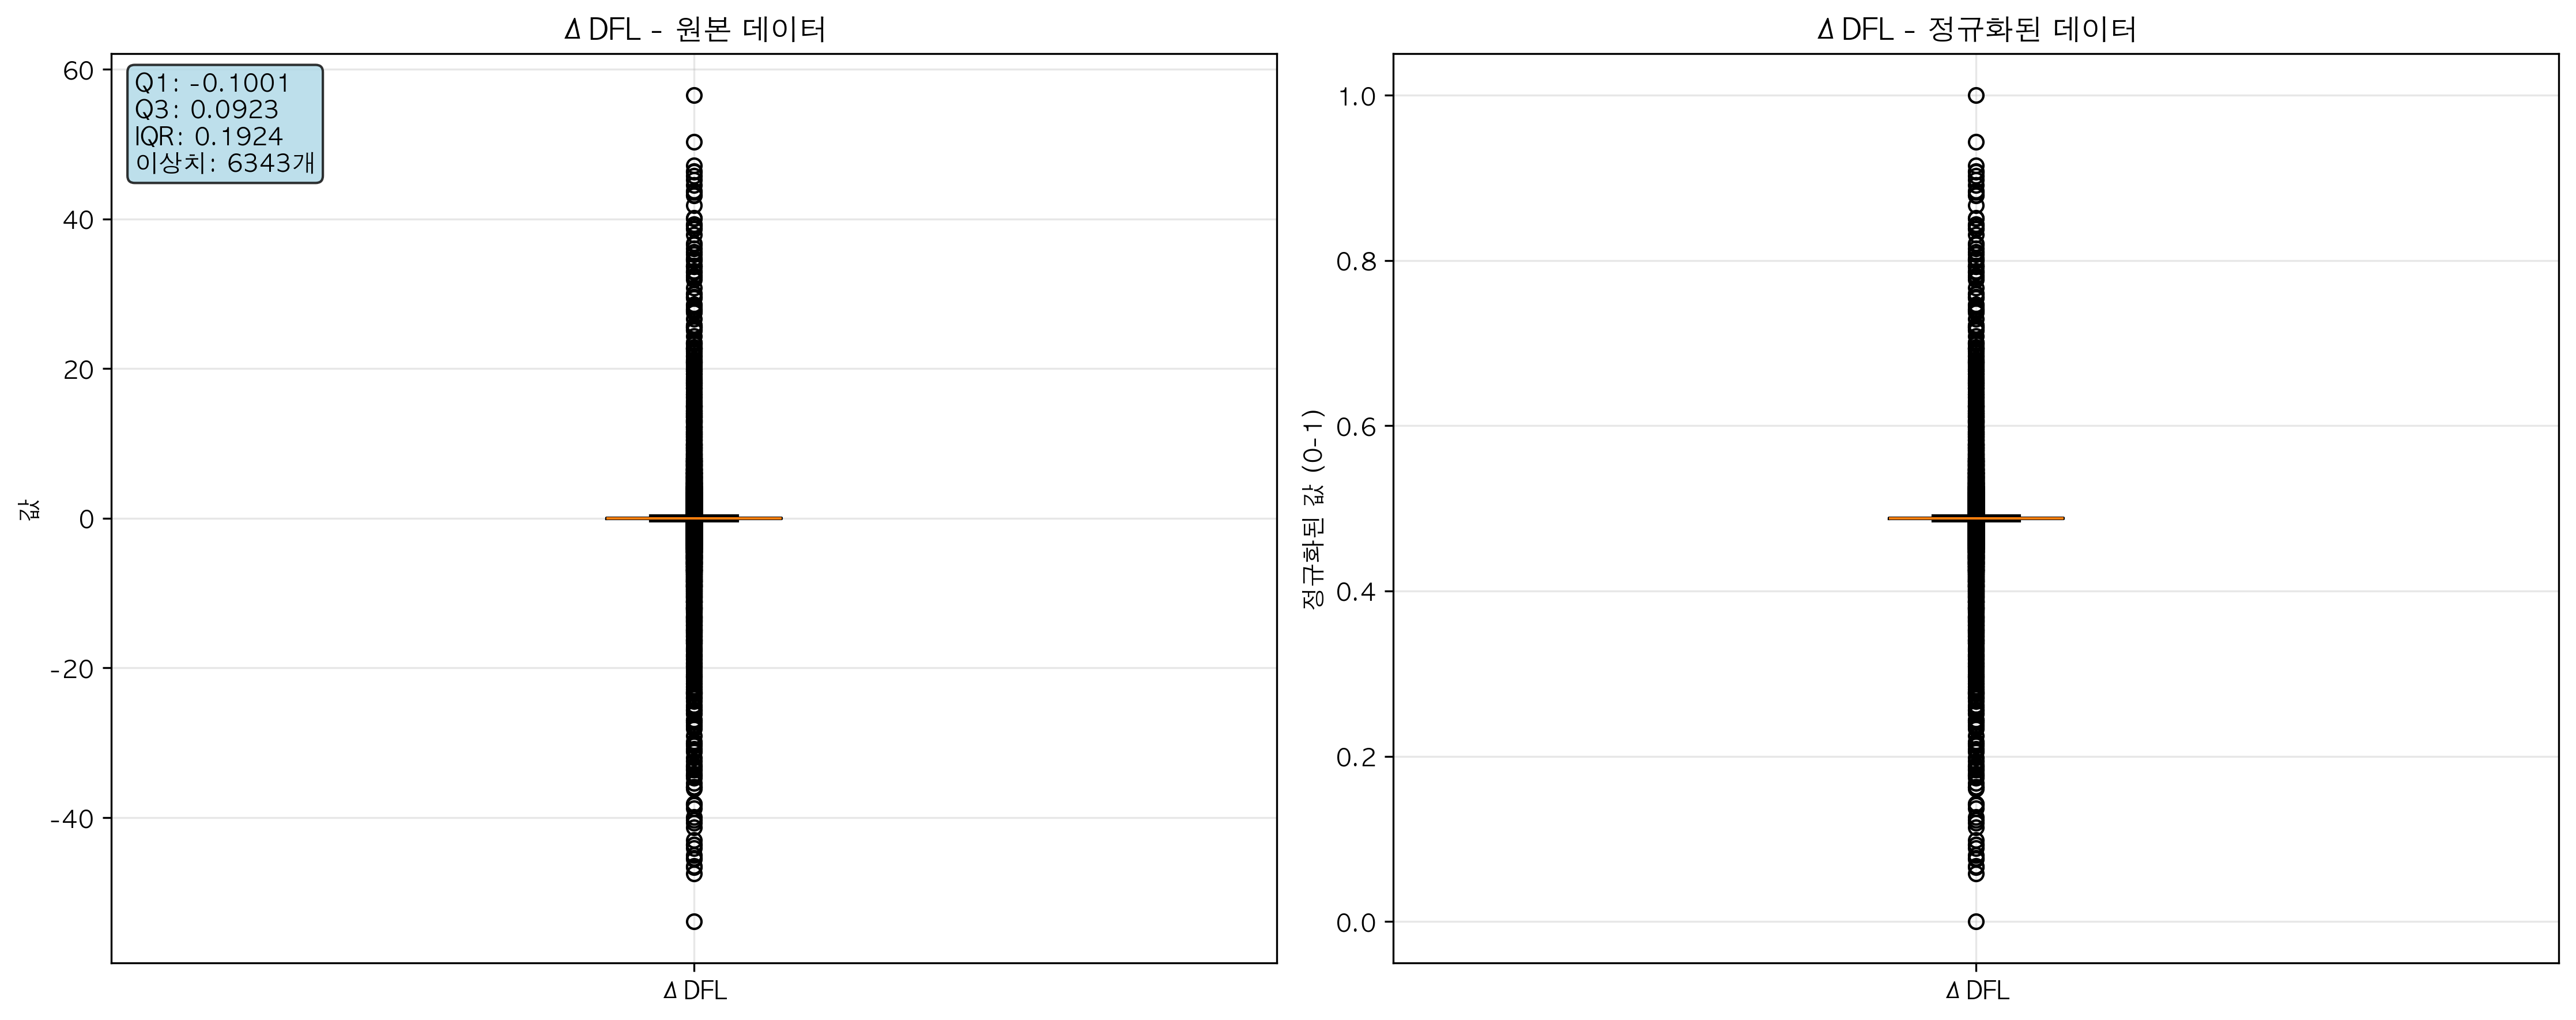 Δ DFL - 원본 데이터
60
40
20
0
-20
-40
값
Q1: -0.1001
Q3: 0.0923
IQR: 0.1924
이상치: 6343개
Δ DFL
Δ DFL - 정규화된 데이터
1.0
0.8
0.6
0.4
0.2
0.0
정규화된 값 (0-1)
Δ DFL